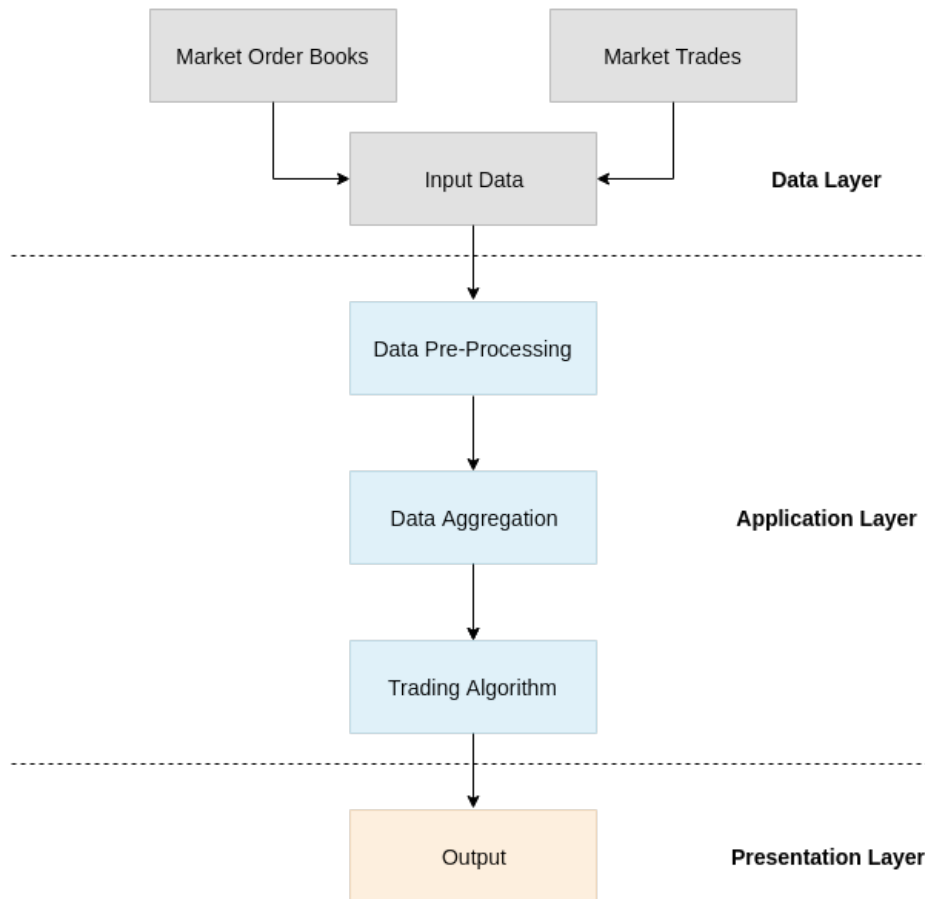 Market Order Books
Market Trades
Input Data
Data Layer
Data Pre-Processing
Data Aggregation
Application Layer
Trading Algorithm
Output
Presentation Layer